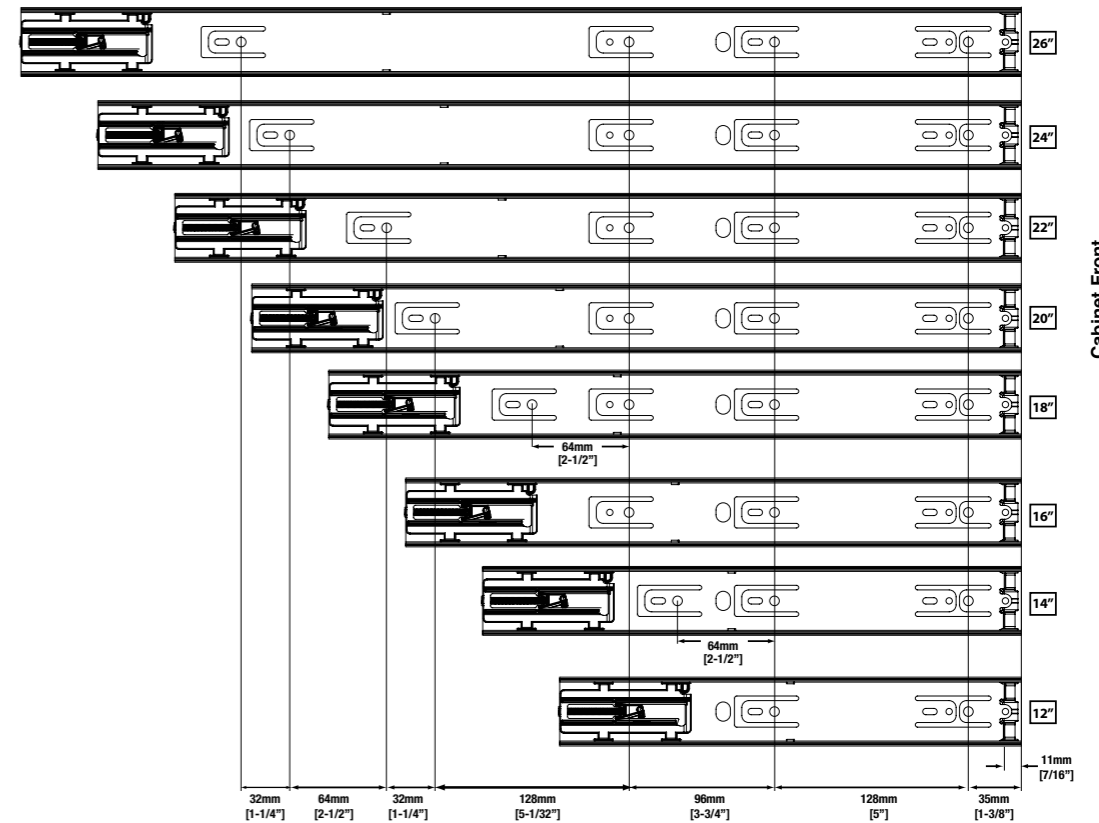 26”
24”
22”
Cabinet Front
20”
18”
64mm
[2-1/2”]
16”
14”
64mm
[2-1/2”]
12”
11mm
[7/16”]
32mm
[1-1/4”]
64mm
[2-1/2”]
32mm
[1-1/4”]
128mm
[5-1/32”]
96mm
[3-3/4”]
128mm
[5”]
35mm
[1-3/8”]